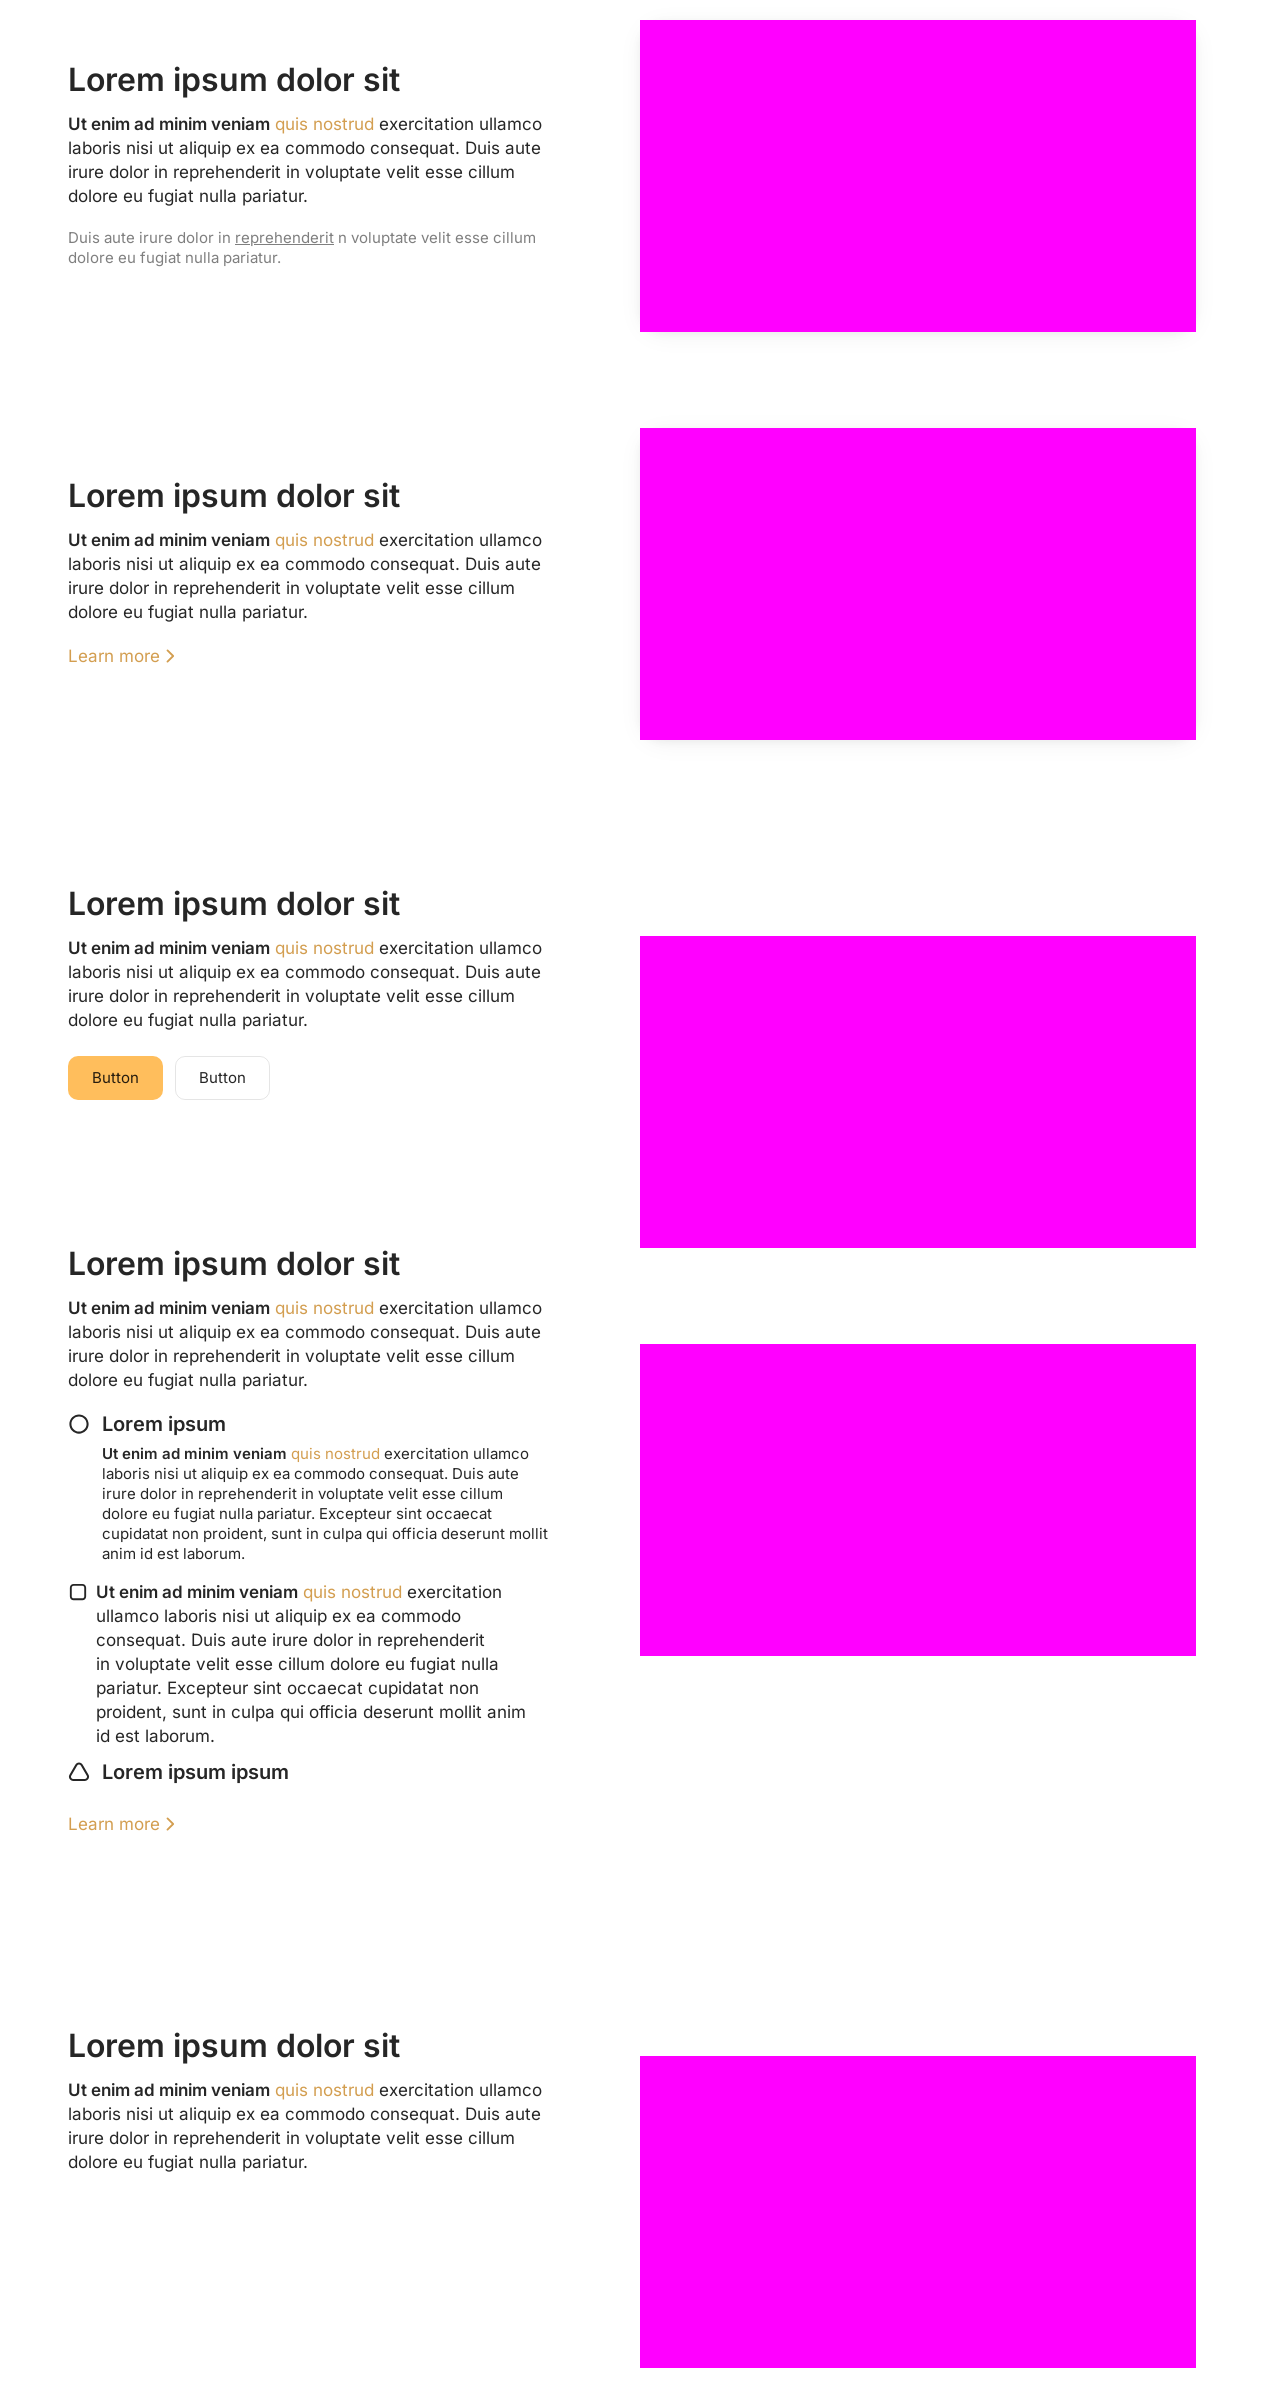 Lorem ipsum dolor sit
Ut enim ad minim veniam quis nostrud exercitation ullamco
laboris nisi ut aliquip ex ea commodo consequat. Duis aute
irure dolor in reprehenderit in voluptate velit esse cillum
dolore eu fugiat nulla pariatur.
Duis aute irure dolor in reprehenderit n voluptate velit esse cillum
dolore eu fugiat nulla pariatur.
Lorem ipsum dolor sit
Ut enim ad minim veniam quis nostrud exercitation ullamco
laboris nisi ut aliquip ex ea commodo consequat. Duis aute
irure dolor in reprehenderit in voluptate velit esse cillum
dolore eu fugiat nulla pariatur.
Learn more
Lorem ipsum dolor sit
Ut enim ad minim veniam quis nostrud exercitation ullamco
laboris nisi ut aliquip ex ea commodo consequat. Duis aute
irure dolor in reprehenderit in voluptate velit esse cillum
dolore eu fugiat nulla pariatur.
Button Button
Lorem ipsum dolor sit
Ut enim ad minim veniam quis nostrud exercitation ullamco
laboris nisi ut aliquip ex ea commodo consequat. Duis aute
irure dolor in reprehenderit in voluptate velit esse cillum
dolore eu fugiat nulla pariatur.
Lorem ipsum
Ut enim ad minim veniam quis nostrud exercitation ullamco
laboris nisi ut aliquip ex ea commodo consequat. Duis aute
irure dolor in reprehenderit in voluptate velit esse cillum
dolore eu fugiat nulla pariatur. Excepteur sint occaecat
cupidatat non proident, sunt in culpa qui officia deserunt mollit
anim id est laborum.
Ut enim ad minim veniam quis nostrud exercitation
ullamco laboris nisi ut aliquip ex ea commodo
consequat. Duis aute irure dolor in reprehenderit
in voluptate velit esse cillum dolore eu fugiat nulla
pariatur. Excepteur sint occaecat cupidatat non
proident, sunt in culpa qui officia deserunt mollit anim
id est laborum.
Lorem ipsum ipsum
Learn more
Lorem ipsum dolor sit
Ut enim ad minim veniam quis nostrud exercitation ullamco
laboris nisi ut aliquip ex ea commodo consequat. Duis aute
irure dolor in reprehenderit in voluptate velit esse cillum
dolore eu fugiat nulla pariatur.